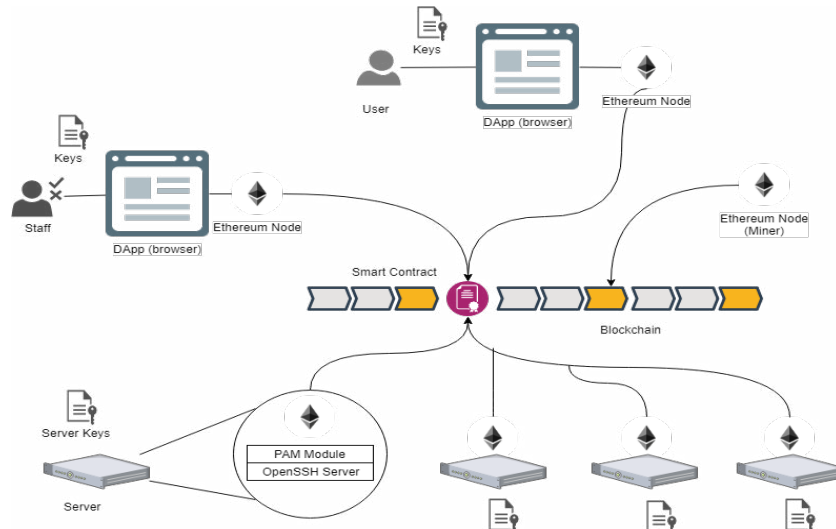 Keys
User
DApp (browser)
Ethereum Node
Keys
Staff
DApp (browser)
Ethereum Node
Ethereum Node
(Miner)
Smart Contract
Blockchain
Server Keys
Server
PAM Module
OpenSSH Server